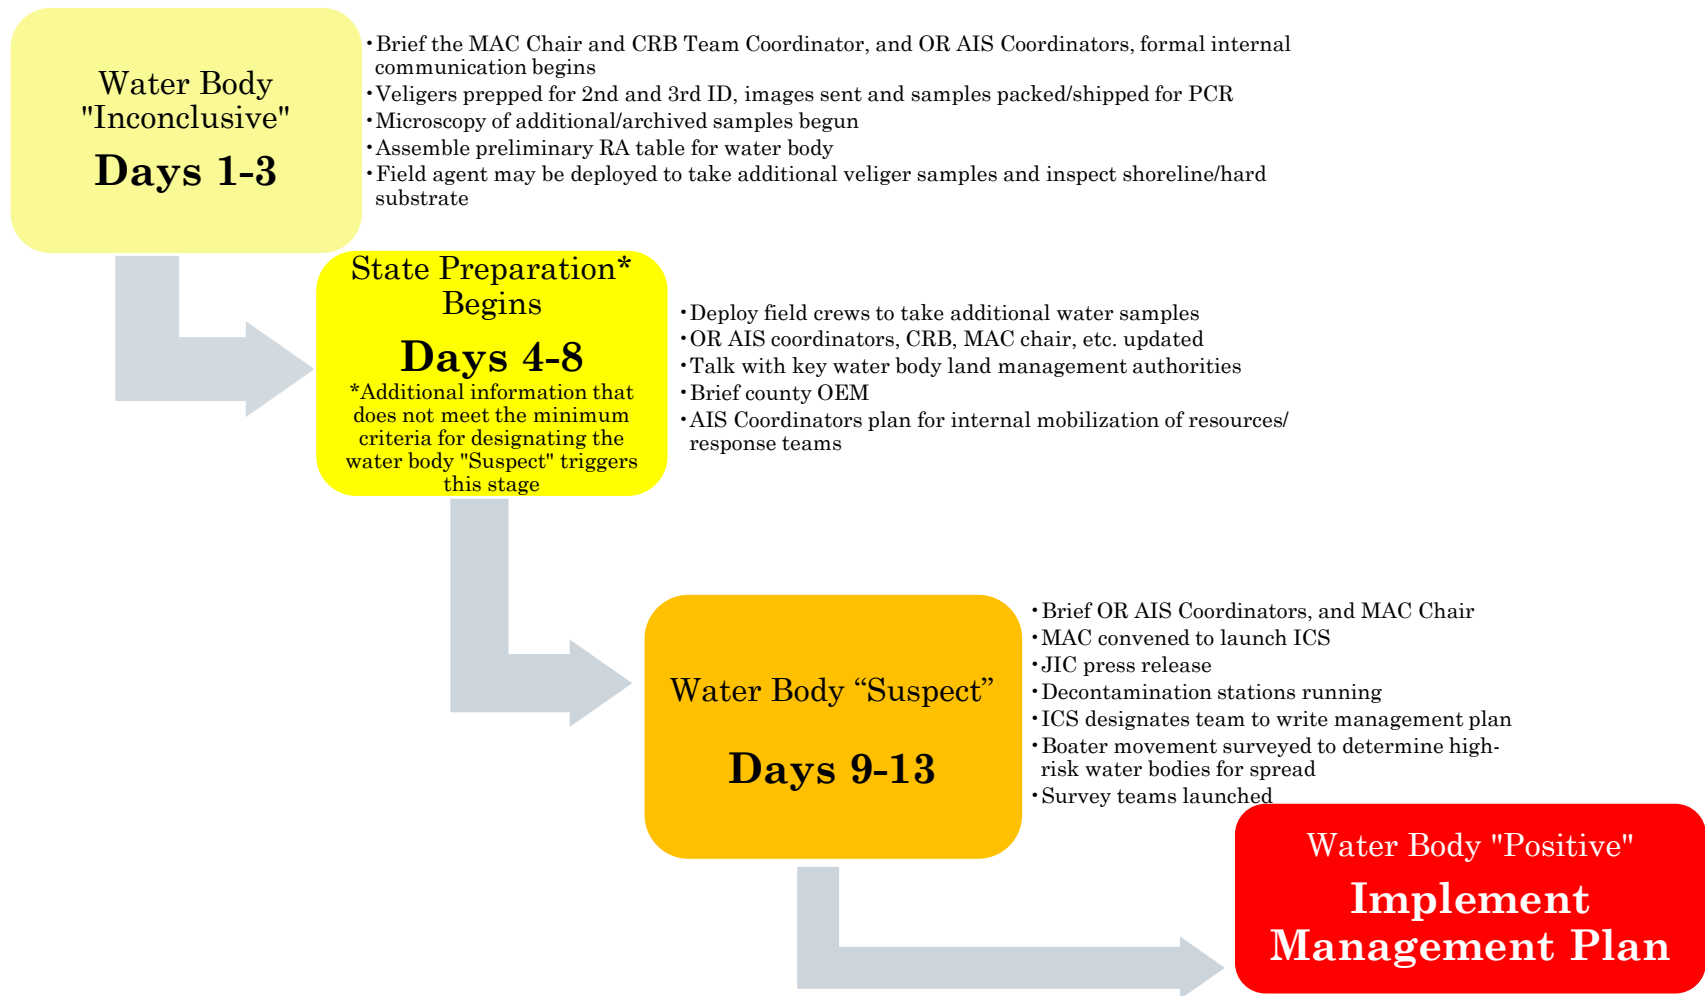 Water Body
"Inconclusive"
Days 1-3
•Brief the MAC Chair and CRB Team Coordinator, and OR AIS Coordinators, formal internal
communication begins
•Veligers prepped for 2nd and 3rd ID, images sent and samples packed/shipped for PCR
•Microscopy of additional/archived samples begun
•Assemble preliminary RA table for water body
•Field agent may be deployed to take additional veliger samples and inspect shoreline/hard
substrate
State Preparation*
Begins
Days 4-8
*Additional information that
does not meet the minimum
criteria for designating the
water body "Suspect" triggers
this stage
•Deploy field crews to take additional water samples
•OR AIS coordinators, CRB, MAC chair, etc. updated
•Talk with key water body land management authorities
•Brief county OEM
•AIS Coordinators plan for internal mobilization of resources/
response teams
Water Body “Suspect”
Days 9-13
•Brief OR AIS Coordinators, and MAC Chair
•MAC convened to launch ICS
•JIC press release
•Decontamination stations running
•ICS designates team to write management plan
•Boater movement surveyed to determine high-
risk water bodies for spread
•Survey teams launched
Water Body "Positive"
Implement
Management Plan